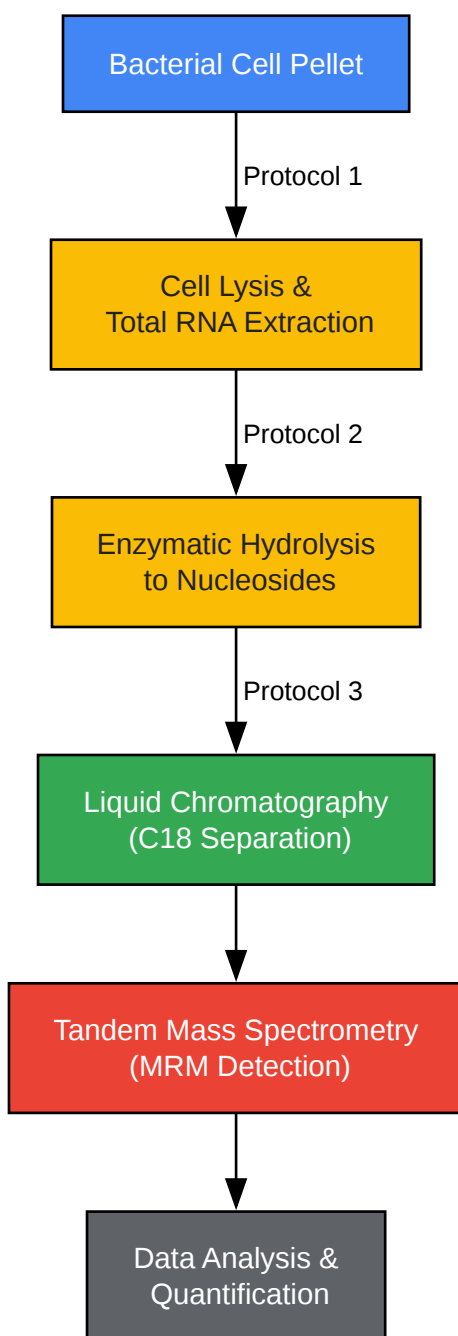 Bacterial Cell Pellet
Protocol 1
Cell Lysis &
Total RNA Extraction
Protocol 2
Enzymatic Hydrolysis
to Nucleosides
Protocol 3
Liquid Chromatography
(C18 Separation)
Tandem Mass Spectrometry
(MRM Detection)
Data Analysis &
Quantification